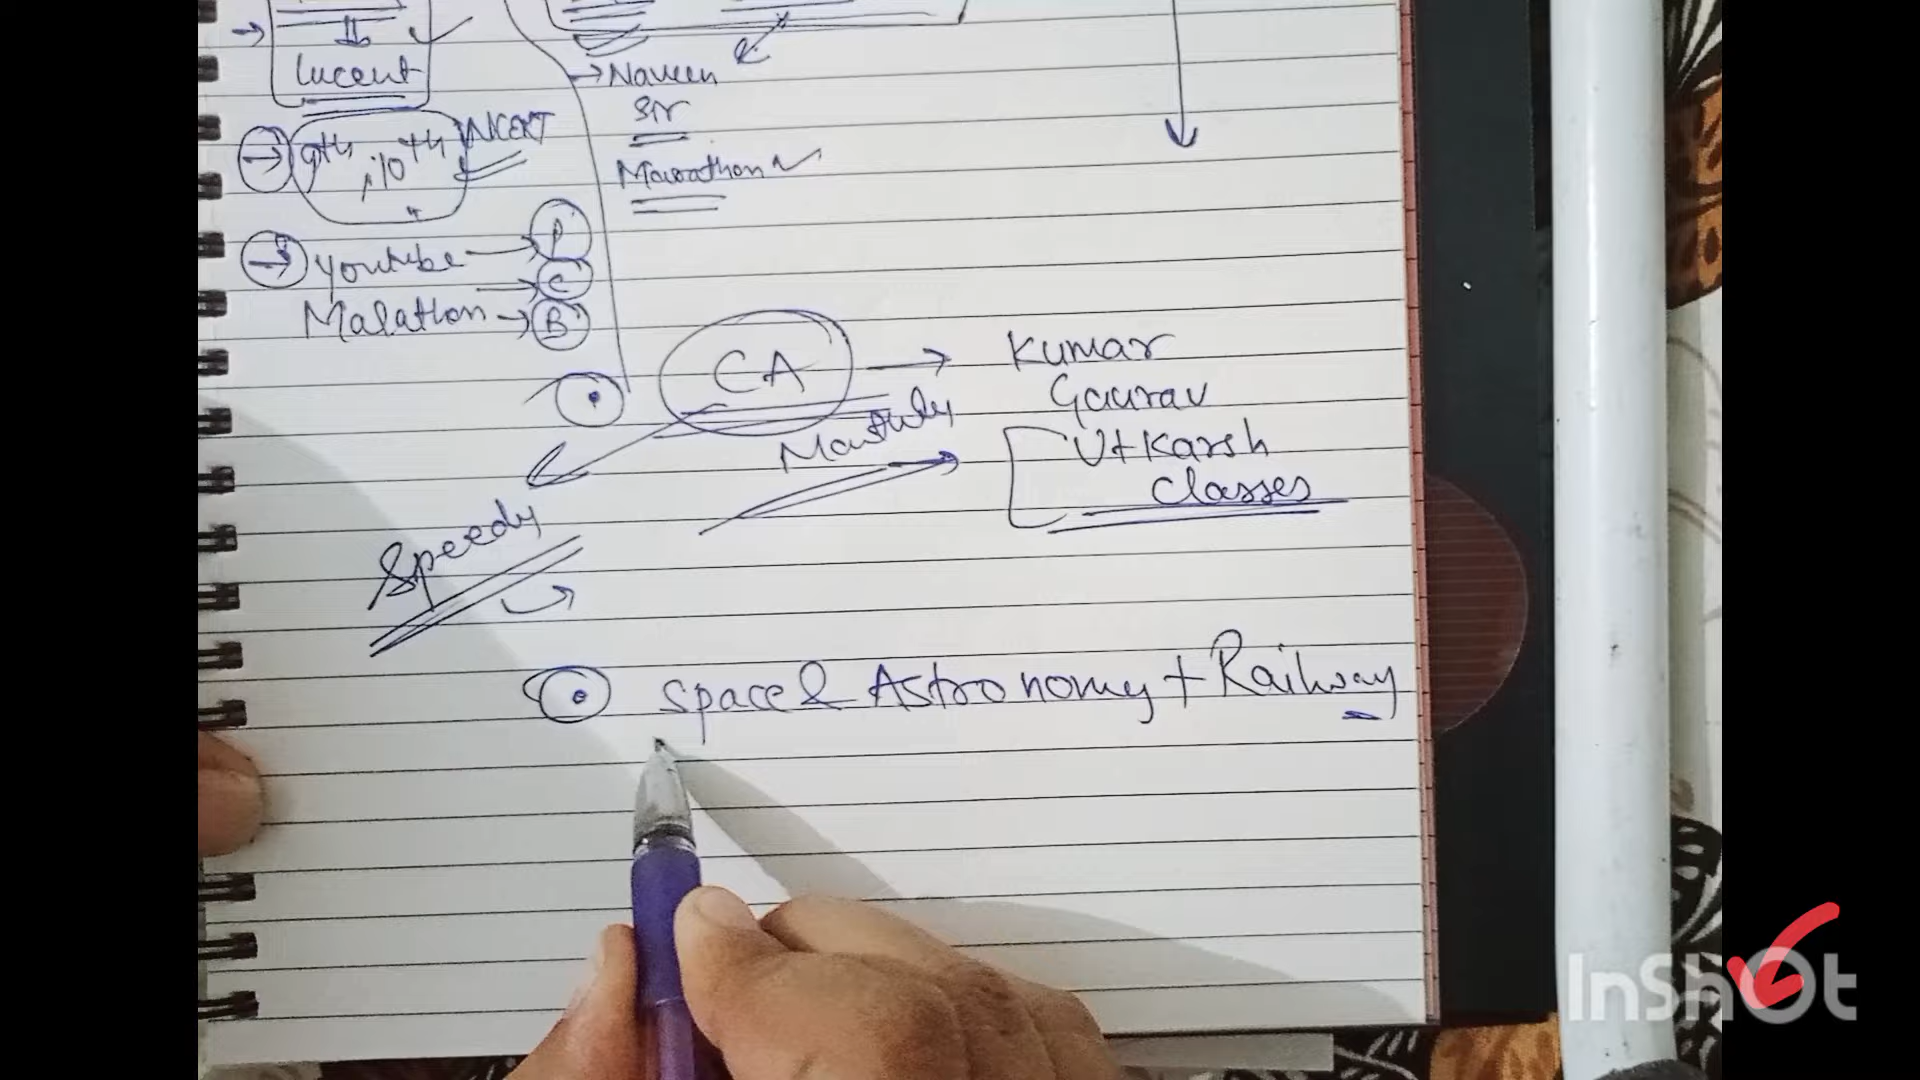 → Lucent
→ 9th, 10th NCERT
→ Youtube → P
→ C
Malathon → B
→ Naveen
Sir
Marathon
CA → Kumar
Gaurav
Monthly → Utkarsh
Classes
Speedy
Space & Astronomy + Railway
InShOt